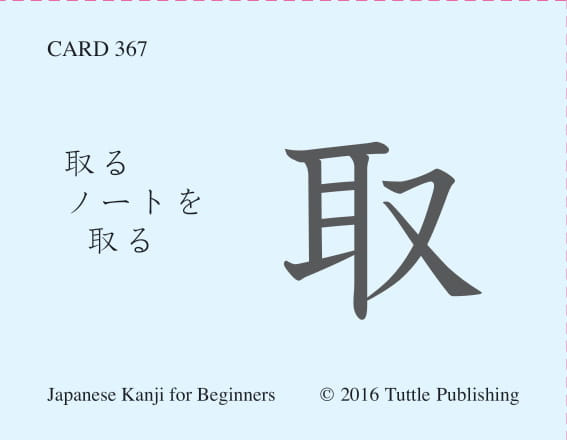 CARD 367
取る
ノートを
取る
取
Japanese Kanji for Beginners © 2016 Tuttle Publishing